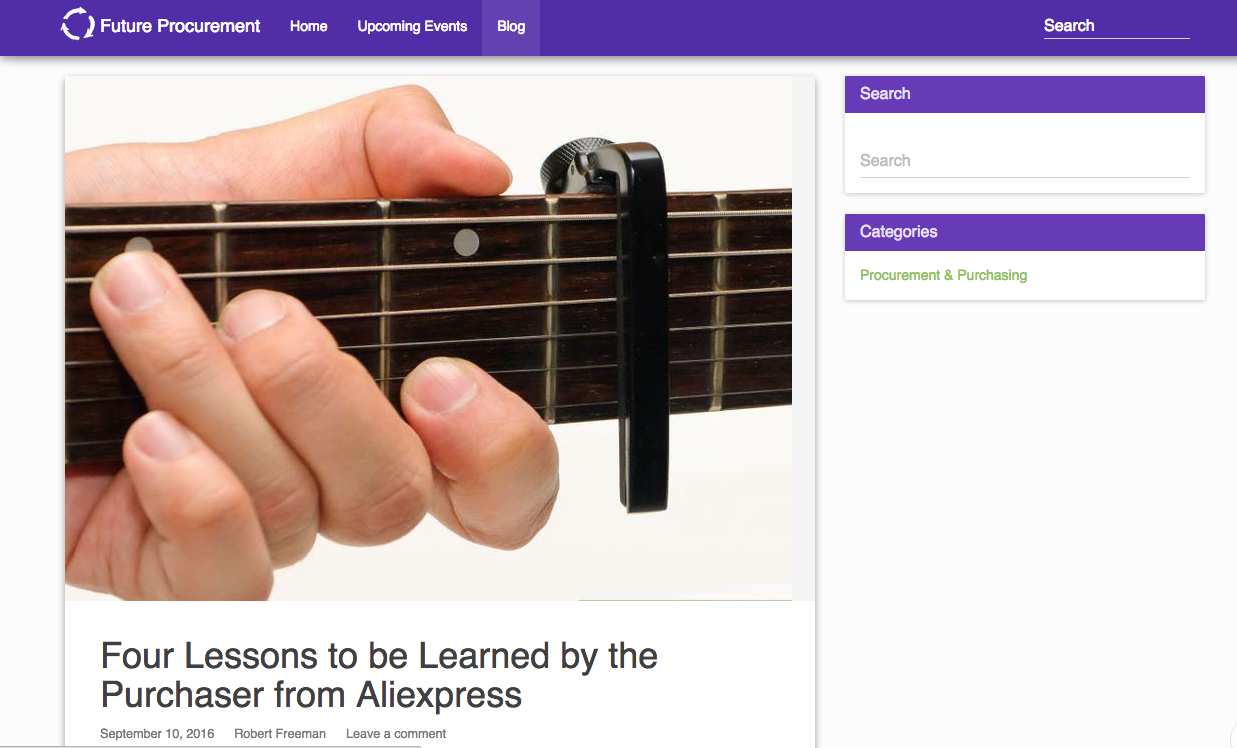 Future Procurement Home Upcoming Events Blog Search
Search
Search
Categories
Procurement & Purchasing
Four Lessons to be Learned by the
Purchaser from Aliexpress
September 10, 2016 Robert Freeman Leave a comment